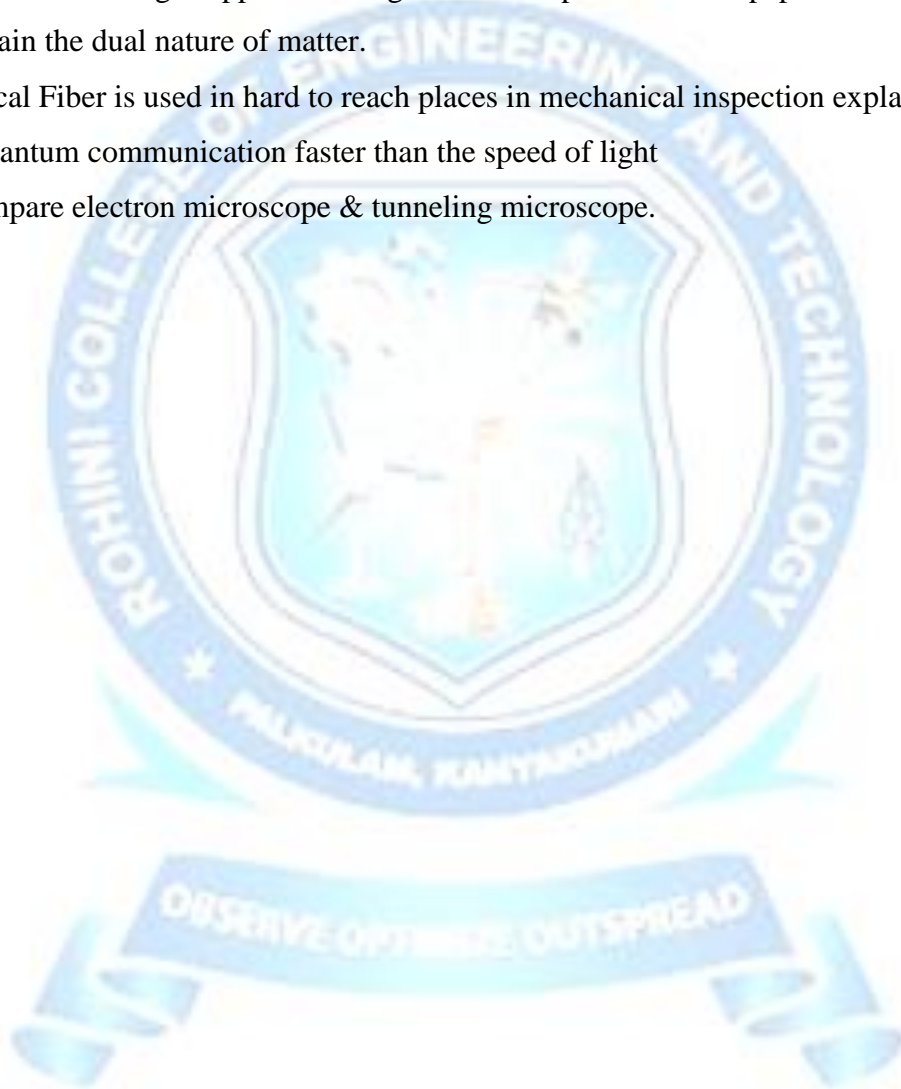 ain the dual nature of matter.
cal Fiber is used in hard to reach places in mechanical inspection expla
antum communication faster than the speed of light
npare electron microscope & tunneling microscope.
ROHINI COLLEGE OF ENGINEERING AND TECHNOLOGY
PALKULAM, KANYAKUMARI
OBSERVE OPTIMIZE OUTSPREAD